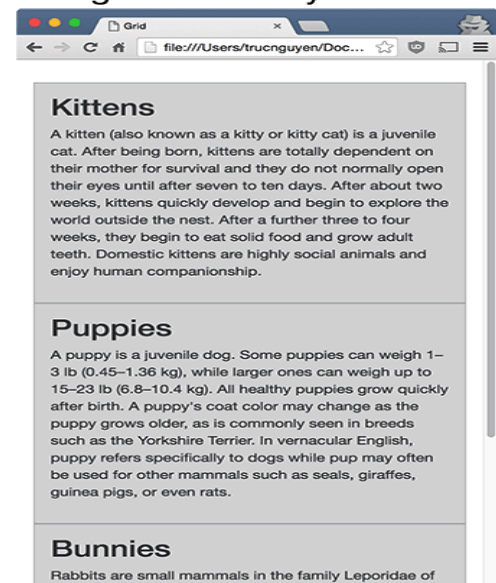 Grid
file:///Users/trucnguyen/Doc...
Kittens
A kitten (also known as a kitty or kitty cat) is a juvenile
cat. After being born, kittens are totally dependent on
their mother for survival and they do not normally open
their eyes until after seven to ten days. After about two
weeks, kittens quickly develop and begin to explore the
world outside the nest. After a further three to four
weeks, they begin to eat solid food and grow adult
teeth. Domestic kittens are highly social animals and
enjoy human companionship.
Puppies
A puppy is a juvenile dog. Some puppies can weigh 1–
3 lb (0.45–1.36 kg), while larger ones can weigh up to
15–23 lb (6.8–10.4 kg). All healthy puppies grow quickly
after birth. A puppy's coat color may change as the
puppy grows older, as is commonly seen in breeds
such as the Yorkshire Terrier. In vernacular English,
puppy refers specifically to dogs while pup may often
be used for other mammals such as seals, giraffes,
guinea pigs, or even rats.
Bunnies
Rabbits are small mammals in the family Leporidae of